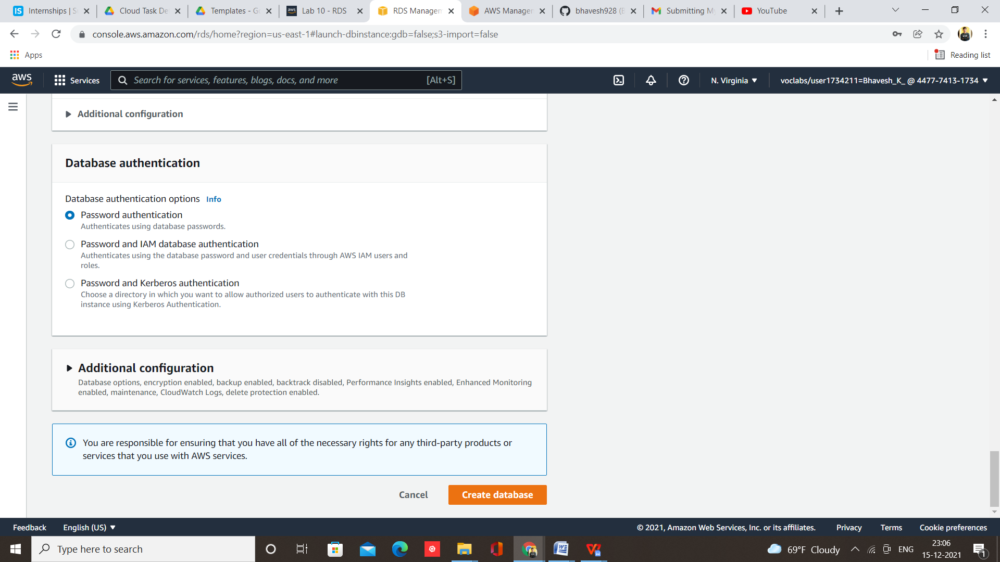 Internships | S
Cloud Task De
Templates - Go
aws
Lab 10 - RDS
RDS Managem
AWS Manager
bhavesh928 (B
Submitting My
YouTube
console.aws.amazon.com/rds/home?region=us-east-1#launch-dbinstance:gdb=false;s3-import=false
Apps
Reading list
aws
Services
Search for services, features, blogs, docs, and more
[Alt+S]
N. Virginia
voclabs/user1734211=Bhavesh_K_ @ 4477-7413-1734
Additional configuration
Database authentication
Database authentication options Info
Password authentication
Authenticates using database passwords.
Password and IAM database authentication
Authenticates using the database password and user credentials through AWS IAM users and
roles.
Password and Kerberos authentication
Choose a directory in which you want to allow authorized users to authenticate with this DB
instance using Kerberos Authentication.
Additional configuration
Database options, encryption enabled, backup enabled, backtrack disabled, Performance Insights enabled, Enhanced Monitoring
enabled, maintenance, CloudWatch Logs, delete protection enabled.
You are responsible for ensuring that you have all of the necessary rights for any third-party products or
services that you use with AWS services.
Cancel
Create database
Feedback
English (US)
© 2021, Amazon Web Services, Inc. or its affiliates.
Privacy
Terms
Cookie preferences
Type here to search
69°F Cloudy
ENG
23:06
15-12-2021
1